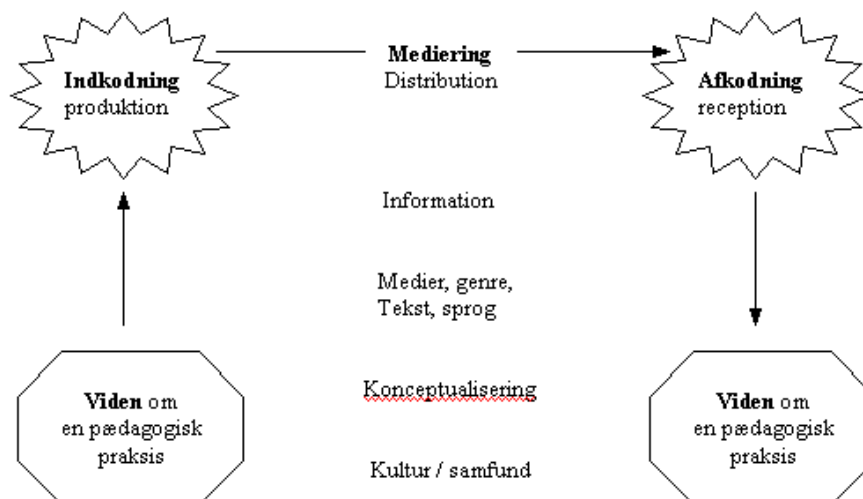 Indkodning
produktion
Mediering
Distribution
Afkodning
reception
Information
Medier, genre,
Tekst, sprog
Konceptualisering
Kultur / samfund
Viden om
en pædagogisk
praksis
Viden om
en pædagogisk
praksis